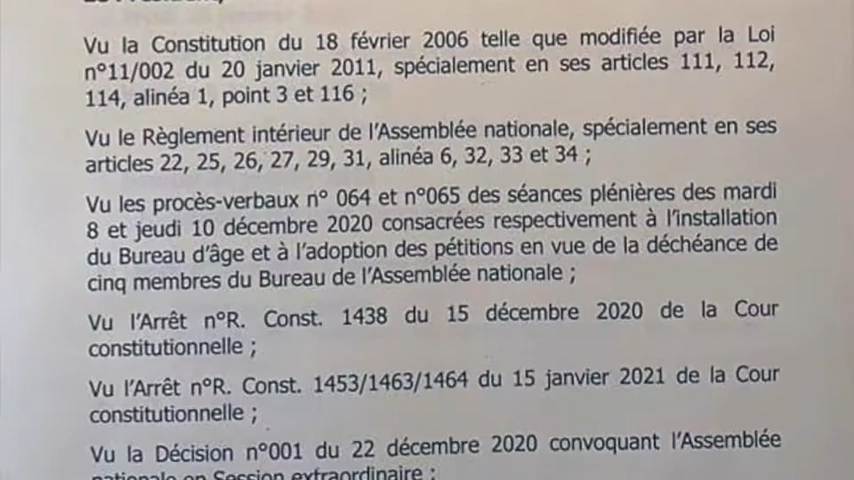 Vu la Constitution du 18 février 2006 telle que modifiée par la Loi
n°11/002 du 20 janvier 2011, spécialement en ses articles 111, 112,
114, alinéa 1, point 3 et 116 ;
Vu le Règlement intérieur de l'Assemblée nationale, spécialement en ses
articles 22, 25, 26, 27, 29, 31, alinéa 6, 32, 33 et 34 ;
Vu les procès-verbaux n° 064 et n°065 des séances plénières des mardi
8 et jeudi 10 décembre 2020 consacrées respectivement à l'installation
du Bureau d'âge et à l'adoption des pétitions en vue de la déchéance de
cinq membres du Bureau de l'Assemblée nationale ;
Vu l'Arrêt n°R. Const. 1438 du 15 décembre 2020 de la Cour
constitutionnelle ;
Vu l'Arrêt n°R. Const. 1453/1463/1464 du 15 janvier 2021 de la Cour
constitutionnelle ;
Vu la Décision n°001 du 22 décembre 2020 convoquant l'Assemblée
nationale en Session extraordinaire ;